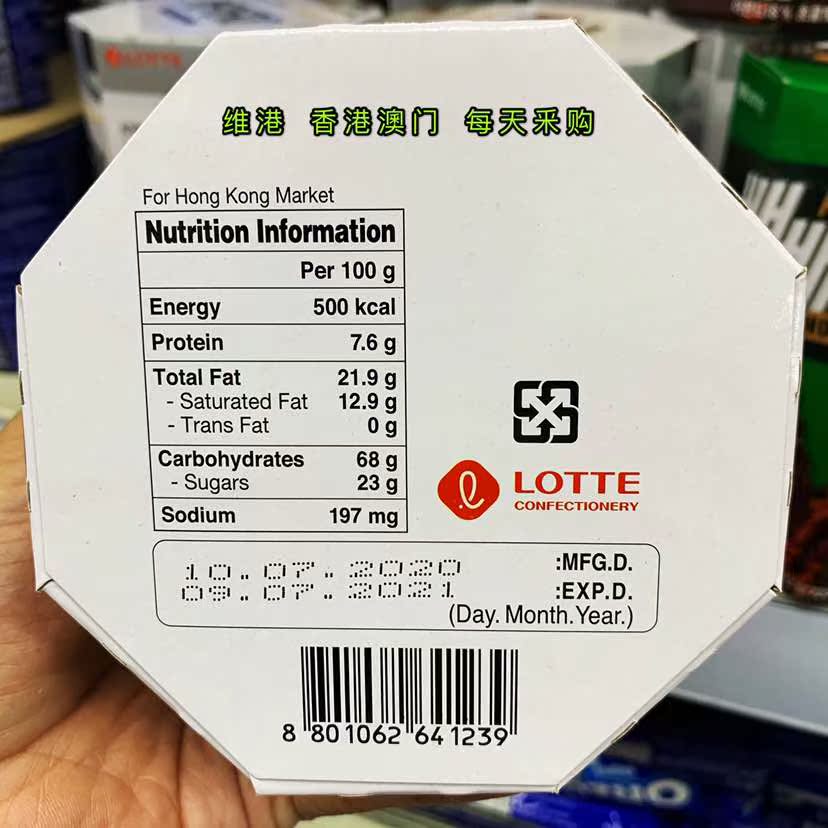 LOTTE
维港 香港澳门 每天采购
For Hong Kong Market
Nutrition Information
Per 100 g
Energy 500 kcal
Protein 7.6 g
Total Fat 21.9 g
- Saturated Fat 12.9 g
- Trans Fat 0 g
Carbohydrates 68 g
- Sugars 23 g
Sodium 197 mg
LOTTE
CONFECTIONERY
10.07.2020 :MFG.D.
09.07.2021 :EXP.D.
(Day. Month.Year.)
8 801062 641239